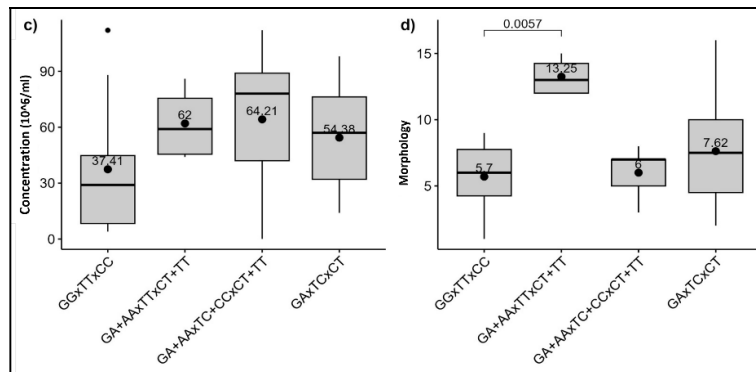 c)
Concentration (10^6/ml)
90
60
30
0
37.41
62
64.21
54.38
GGxTTxCC
GA+AAxTTxCT+TT
GA+AAxTC+CCxCT+TT
GAxTCxCT
d)
Morphology
15
10
5
0.0057
5.7
13.25
6
7.62
GGxTTxCC
GA+AAxTTxCT+TT
GA+AAxTC+CCxCT+TT
GAxTCxCT